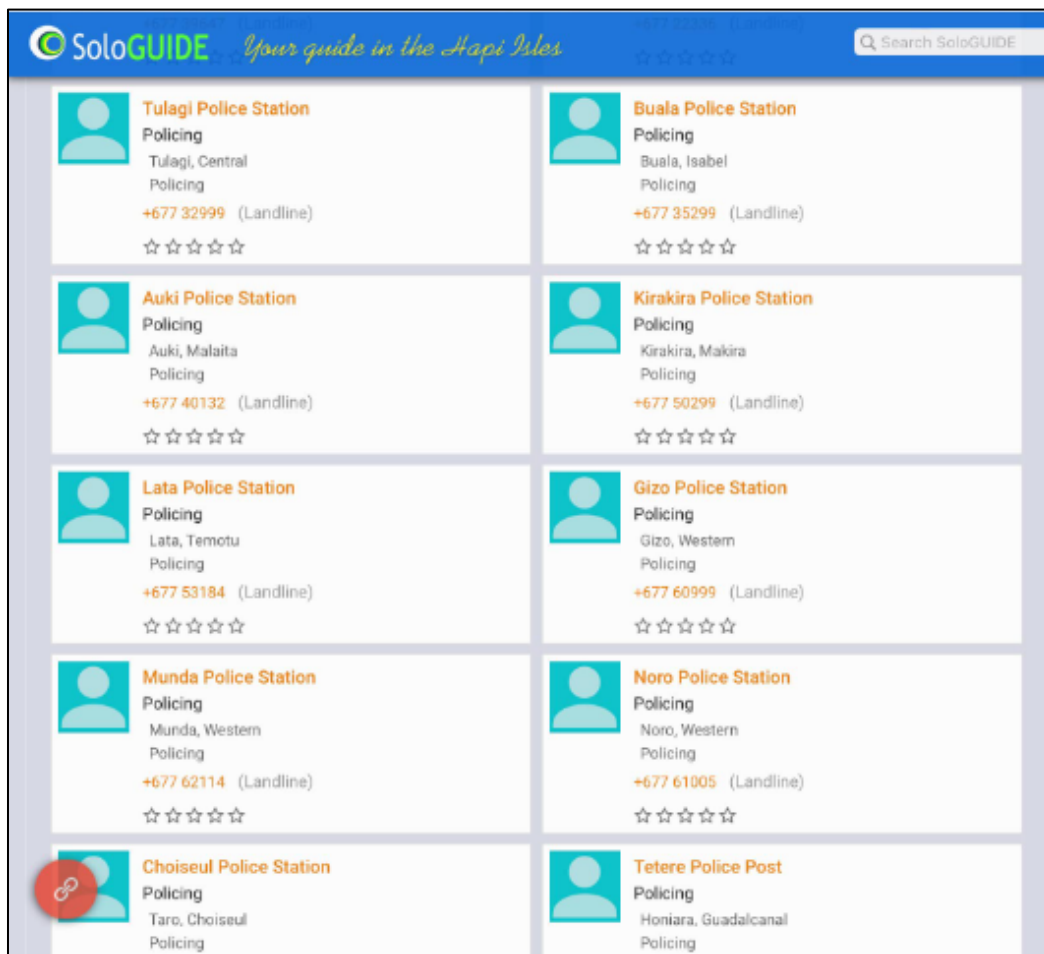 SoloGUIDE Your guide in the Hapi Isles
Search SoloGUIDE
Tulagi Police Station
Policing
Tulagi, Central
Policing
+677 32999 (Landline)
Buala Police Station
Policing
Buala, Isabel
Policing
+677 35299 (Landline)
Auki Police Station
Policing
Auki, Malaita
Policing
+677 40132 (Landline)
Kirakira Police Station
Policing
Kirakira, Makira
Policing
+677 50299 (Landline)
Lata Police Station
Policing
Lata, Temotu
Policing
+677 53184 (Landline)
Gizo Police Station
Policing
Gizo, Western
Policing
+677 60999 (Landline)
Munda Police Station
Policing
Munda, Western
Policing
+677 62114 (Landline)
Noro Police Station
Policing
Noro, Western
Policing
+677 61005 (Landline)
Choiseul Police Station
Policing
Taro, Choiseul
Policing
Tetere Police Post
Policing
Honiara, Guadalcanal
Policing